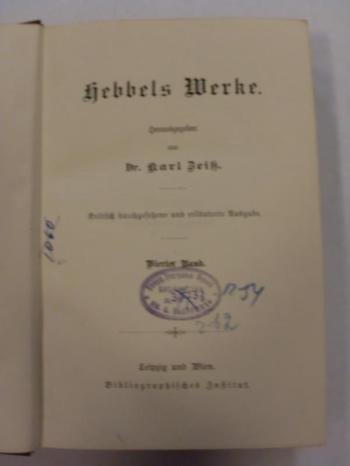 Hebbels Werke.
Herausgegeben
von
Dr. Karl Zeiß.
Kritisch durchgesehene und erläuterte Ausgabe.
Vierter Band.
1060
Leipzig und Wien.
Bibliographisches Institut.